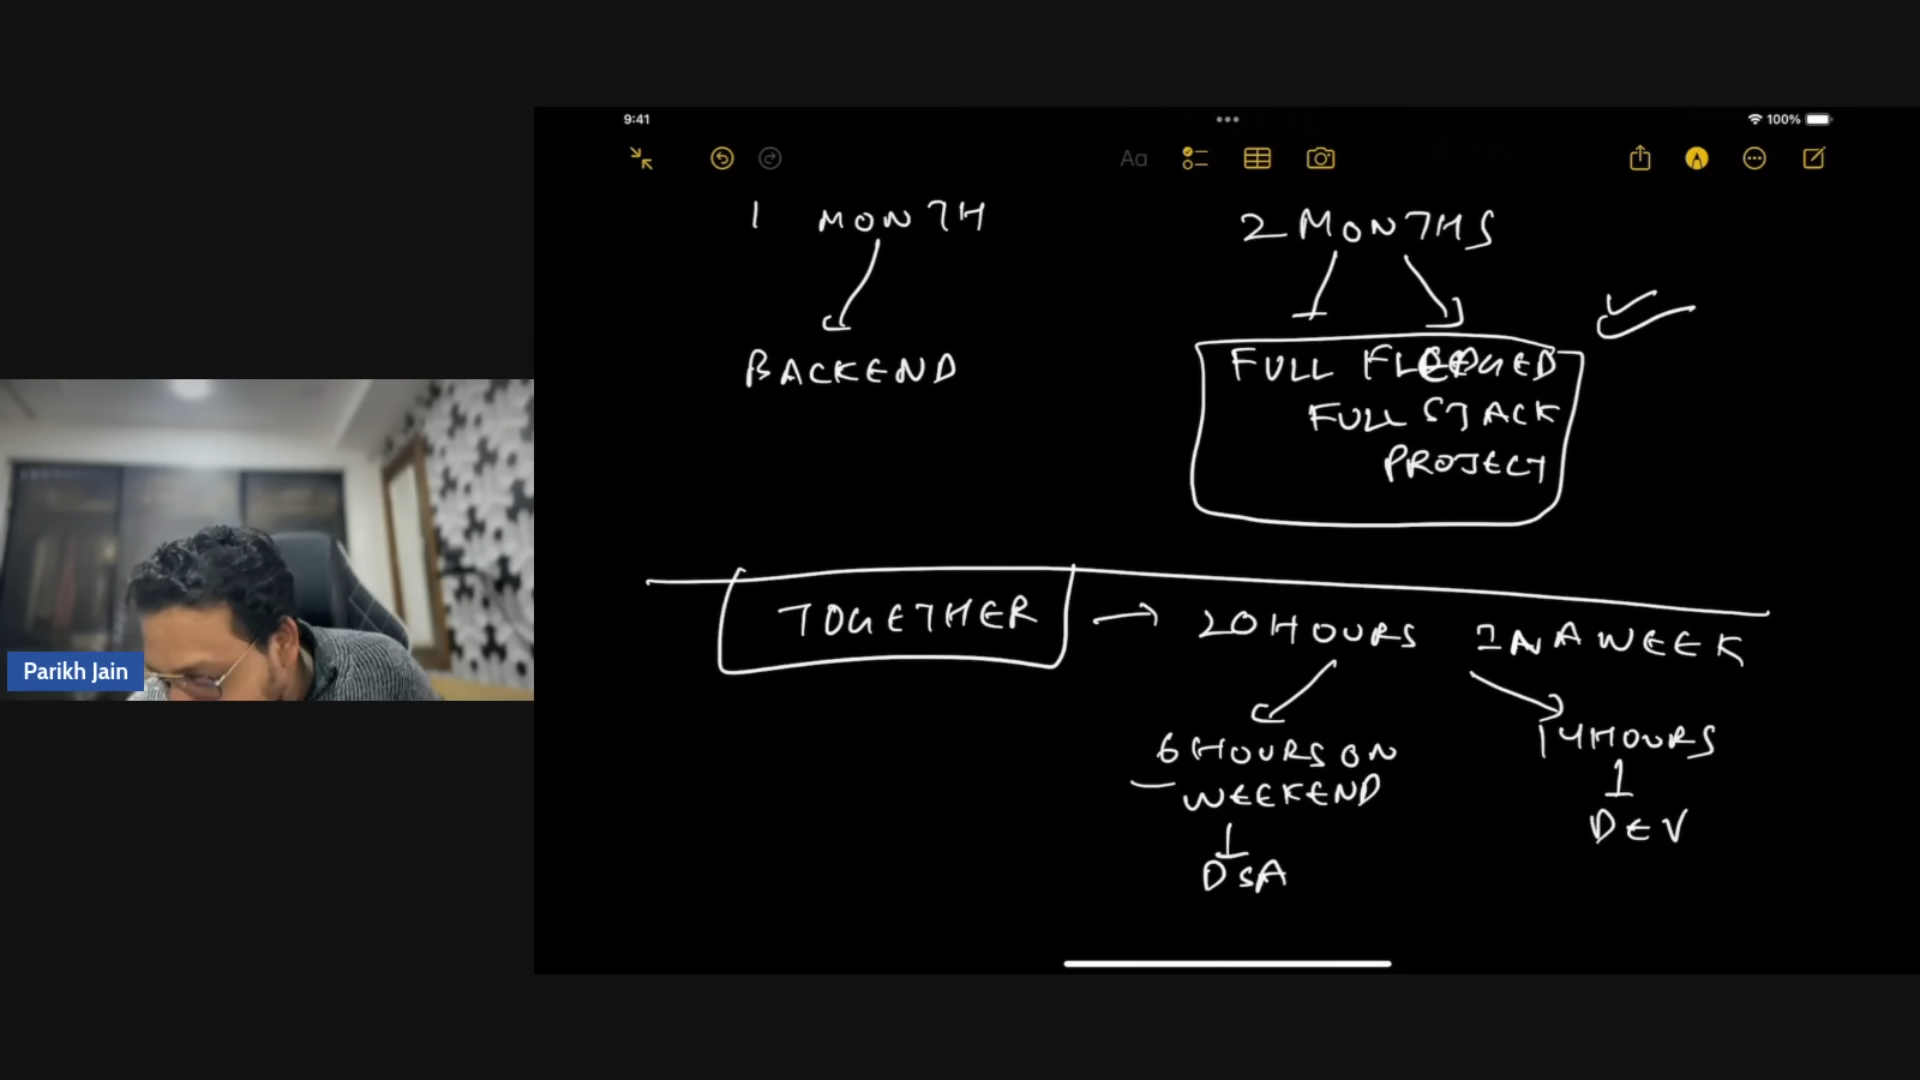 9:41
100%
Aa
1 MONTH
2 MONTHS
BACKEND
FULL FLEDGED
FULL STACK
PROJECT
TOGETHER → 20 HOURS IN A WEEK
6 HOURS ON
WEEKEND
14 HOURS
DEV
DSA
Parikh Jain